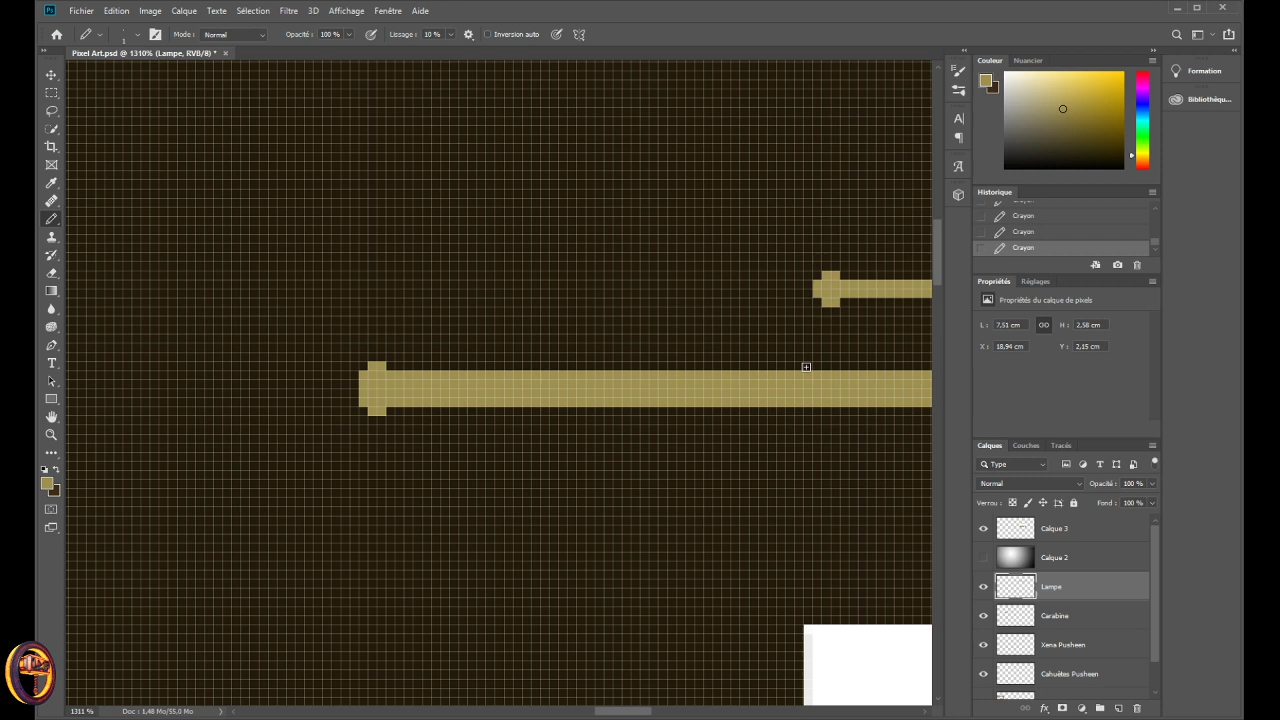 Ps Fichier Edition Image Calque Texte Sélection Filtre 3D Affichage Fenêtre Aide
1 Mode : Normal Opacité : 100 % Lissage : 10 % Inversion auto
Pixel Art.psd @ 1310% (Lampe, RVB/8) *
Couleur Nuancier
Formation
Bibliothèqu...
Historique
Crayon
Crayon
Crayon
Crayon
Propriétés Réglages
Propriétés du calque de pixels
L : 7,51 cm H : 2,58 cm
X : 18,94 cm Y : 2,15 cm
Calques Couches Tracés
Type
Normal Opacité : 100 %
Verrou : Fond : 100 %
Calque 3
Calque 2
Lampe
Carabine
Xena Pusheen
Cahuètes Pusheen
1311 % Doc : 1,48 Mo/55,0 Mo